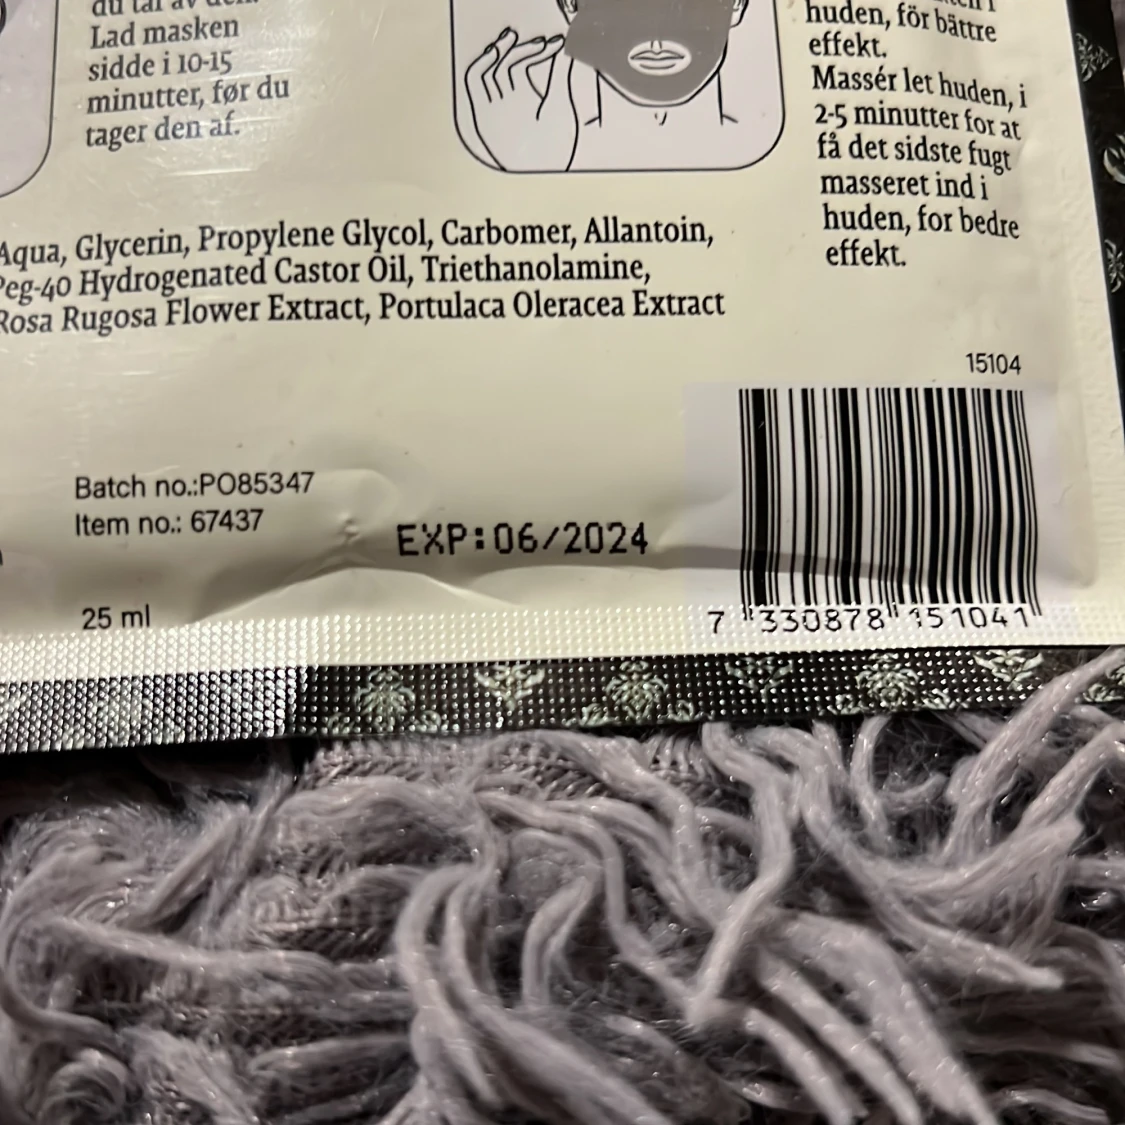 Lad masken
sidde i 10-15
minutter, før du
tager den af.
huden, för bättre
effekt.
Massér let huden, i
2-5 minutter for at
få det sidste fugt
masseret ind i
huden, for bedre
effekt.
Aqua, Glycerin, Propylene Glycol, Carbomer, Allantoin,
Peg-40 Hydrogenated Castor Oil, Triethanolamine,
Rosa Rugosa Flower Extract, Portulaca Oleracea Extract
15104
Batch no.:PO85347
Item no.: 67437
EXP:06/2024
25 ml
7 330878 151041